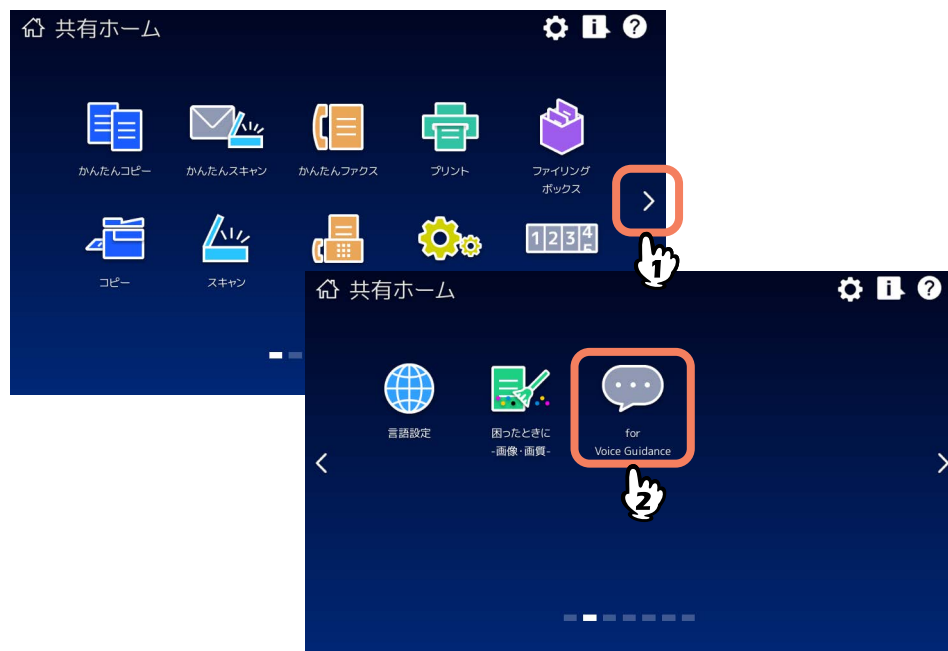 共有ホーム
i
?
かんたんコピー
かんたんスキャン
かんたんファクス
プリント
ファイリング
ボックス
1234
1
コピー
スキャン
共有ホーム
i
?
言語設定
困ったときに
-画像・画質-
for
Voice Guidance
2